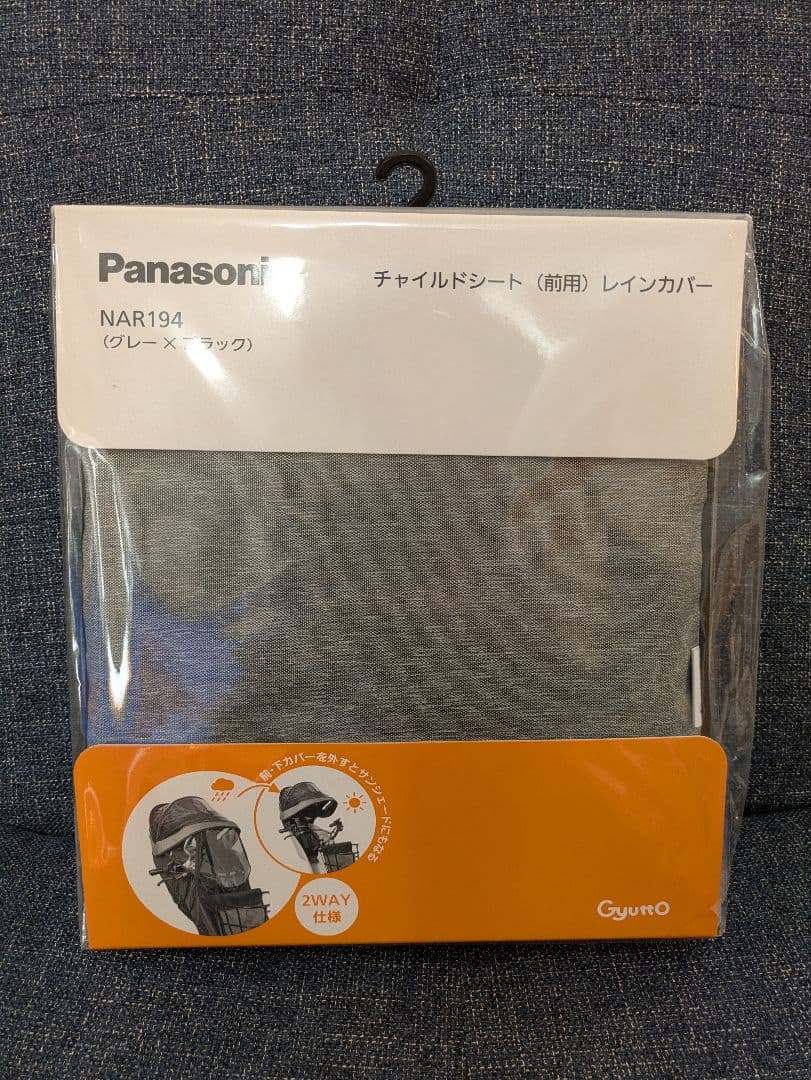 Panasonic
チャイルドシート（前用）レインカバー
NAR194
（グレー×ブラック）
前・下カバーを外すとサンシェードにもなる
2WAY
仕様
Gyutto